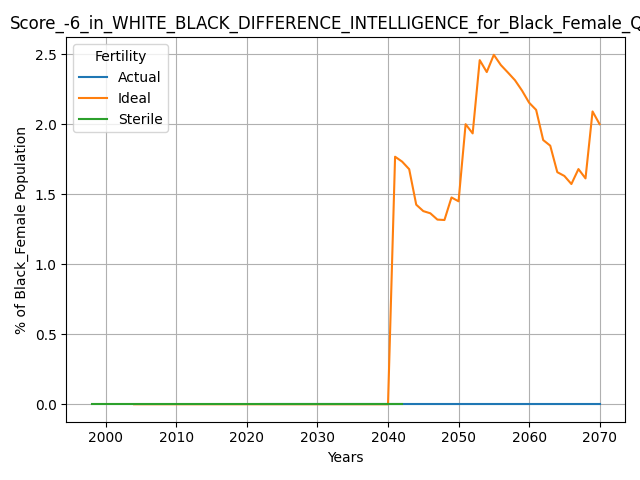 Score_-6_in_WHITE_BLACK_DIFFERENCE_INTELLIGENCE_for_Black_Female_Q
Fertility
Actual
Ideal
Sterile
% of Black_Female Population
2.5
2.0
1.5
1.0
0.5
0.0
2000 2010 2020 2030 2040 2050 2060 2070
Years